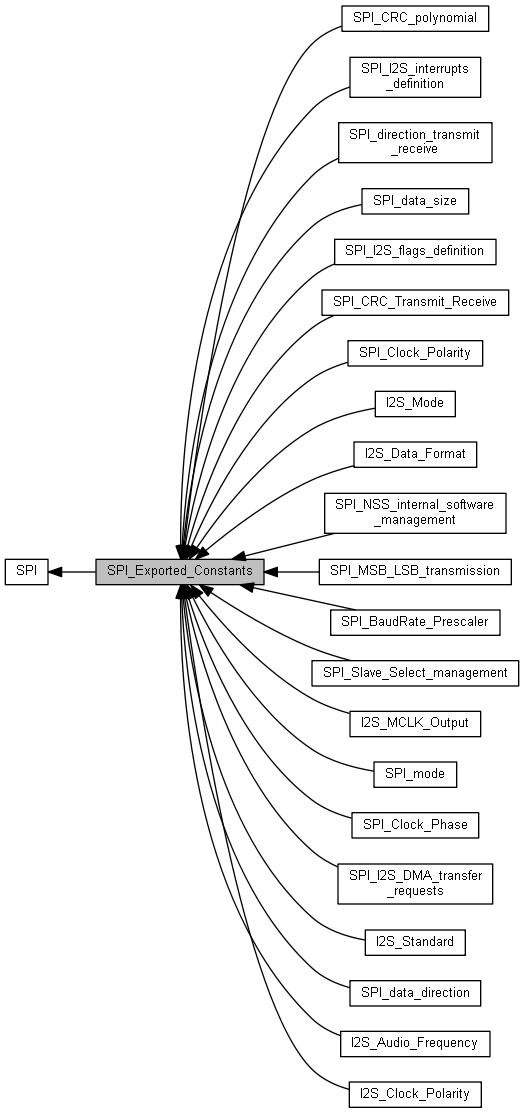 SPI_CRC_polynomial
SPI_I2S_interrupts
_definition
SPI_direction_transmit
_receive
SPI_data_size
SPI_I2S_flags_definition
SPI_CRC_Transmit_Receive
SPI_Clock_Polarity
I2S_Mode
I2S_Data_Format
SPI_NSS_internal_software
_management
SPI
SPI_Exported_Constants
SPI_MSB_LSB_transmission
SPI_BaudRate_Prescaler
SPI_Slave_Select_management
I2S_MCLK_Output
SPI_mode
SPI_Clock_Phase
SPI_I2S_DMA_transfer
_requests
I2S_Standard
SPI_data_direction
I2S_Audio_Frequency
I2S_Clock_Polarity